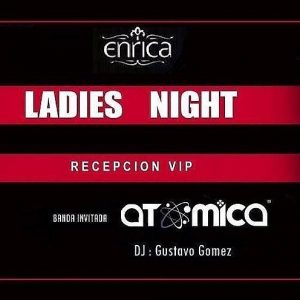 enrica
LADIES NIGHT
RECEPCION VIP
BANDA INVITADA atomica
DJ : Gustavo Gomez